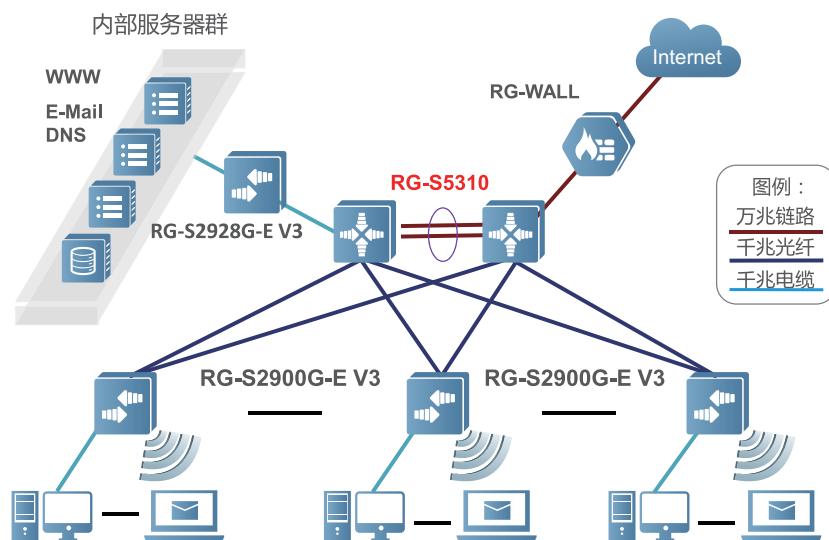 内部服务器群
WWW
E-Mail
DNS
Internet
RG-WALL
RG-S5310
RG-S2928G-E V3
图例：
万兆链路
千兆光纤
千兆电缆
RG-S2900G-E V3
RG-S2900G-E V3